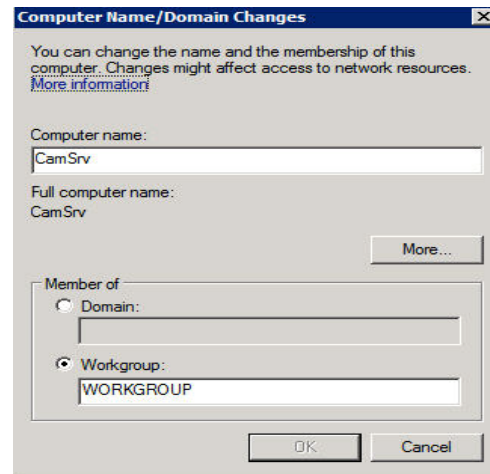 Computer Name/Domain Changes
You can change the name and the membership of this
computer. Changes might affect access to network resources.
More information
Computer name:
CamSrv
Full computer name:
CamSrv
More...
Member of
Domain:
Workgroup:
WORKGROUP
OK
Cancel